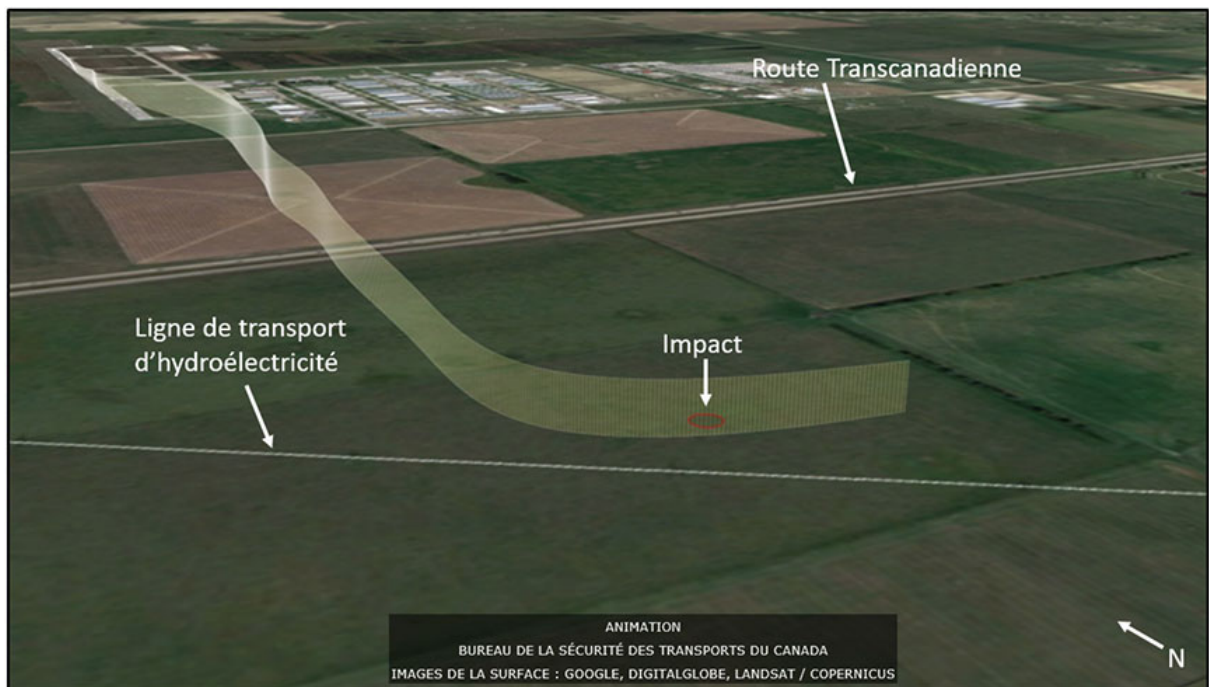 Route Transcanadienne
Ligne de transport
d'hydroélectricité
Impact
N
ANIMATION
BUREAU DE LA SÉCURITÉ DES TRANSPORTS DU CANADA
IMAGES DE LA SURFACE : GOOGLE, DIGITALGLOBE, LANDSAT / COPERNICUS